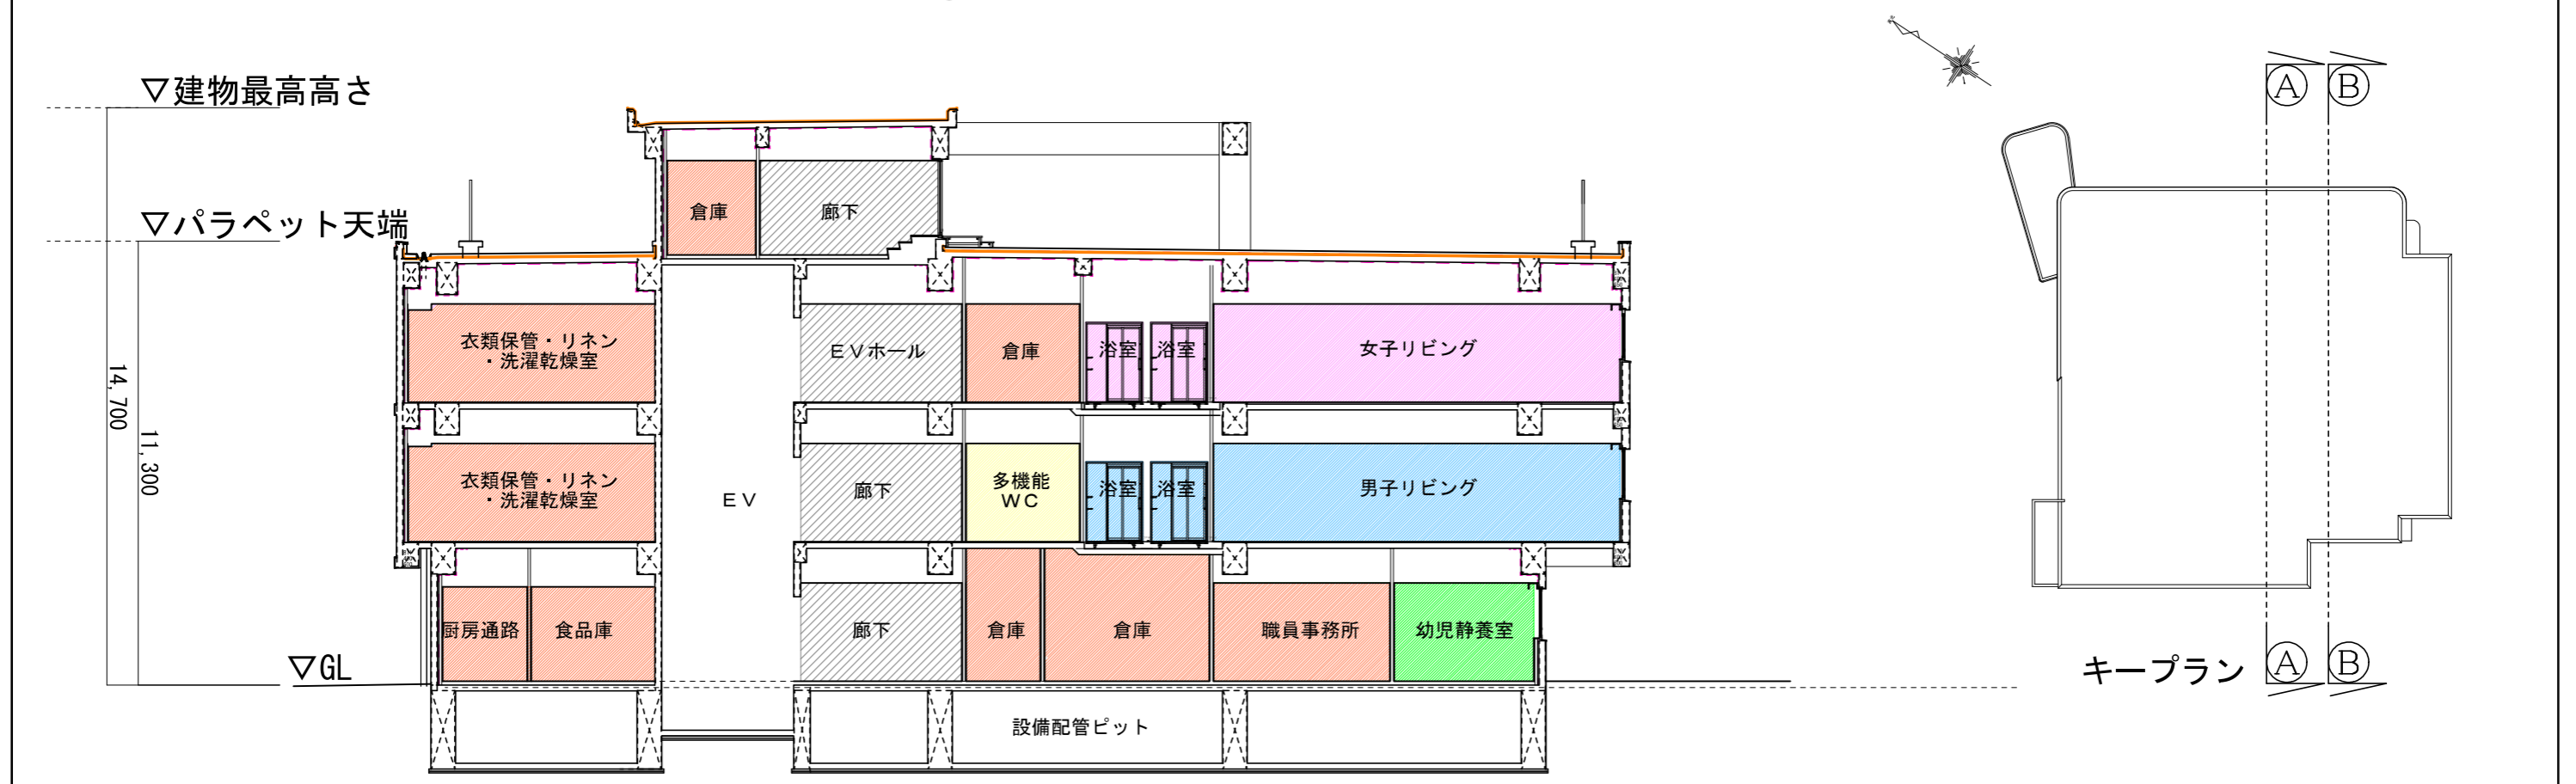 ▽建物最高高さ
Ⓐ Ⓑ
▽パラペット天端
倉庫
廊下
衣類保管・リネン
・洗濯乾燥室
EVホール
倉庫
浴室
浴室
女子リビング
14,700
11,300
衣類保管・リネン
・洗濯乾燥室
EV
廊下
多機能
WC
浴室
浴室
男子リビング
厨房通路
食品庫
廊下
倉庫
倉庫
職員事務所
幼児静養室
▽GL
キープラン
Ⓐ Ⓑ
設備配管ピット